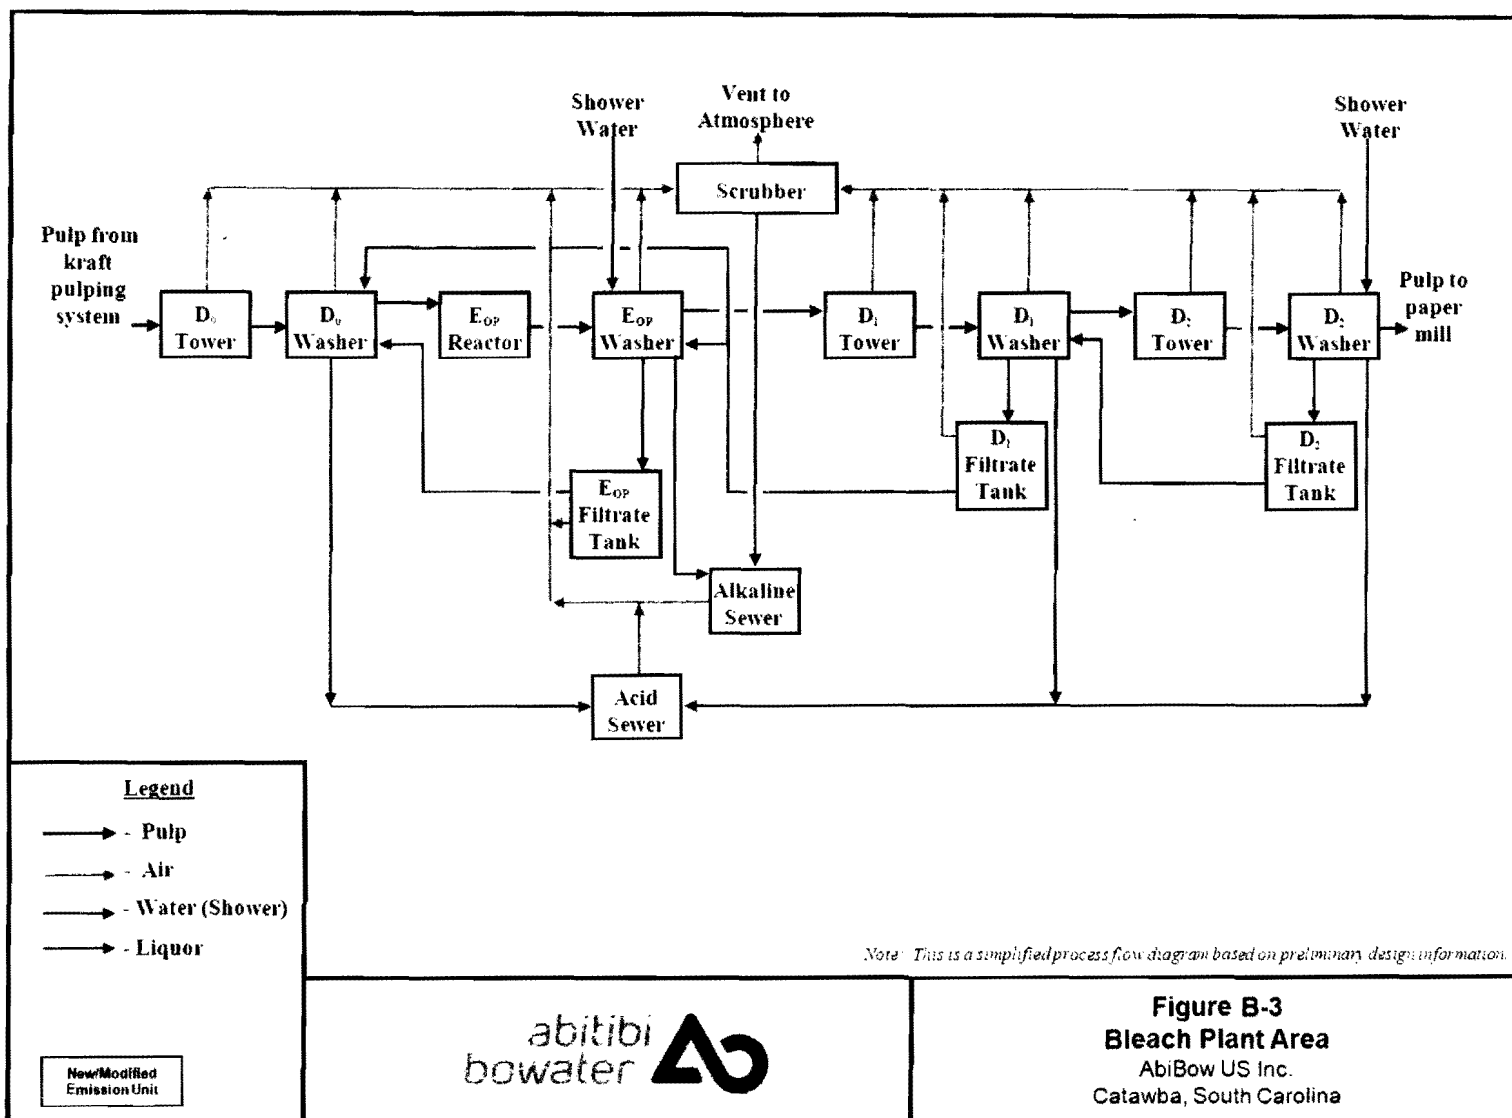 Shower
Water
Vent to
Atmosphere
Shower
Water
Scrubber
Pulp from
kraft
pulping
system
D₀
Tower
D₀
Washer
E_OP
Reactor
E_OP
Washer
D₁
Tower
D₁
Washer
D₂
Tower
D₂
Washer
Pulp to
paper
mill
E_OP
Filtrate
Tank
D₁
Filtrate
Tank
D₂
Filtrate
Tank
Alkaline
Sewer
Acid
Sewer
Legend
- Pulp
- Air
- Water (Shower)
- Liquor
New/Modified
Emission Unit
Note: This is a simplified process flow diagram based on preliminary design information.
abitibi
bowater
Figure B-3
Bleach Plant Area
AbiBow US Inc.
Catawba, South Carolina